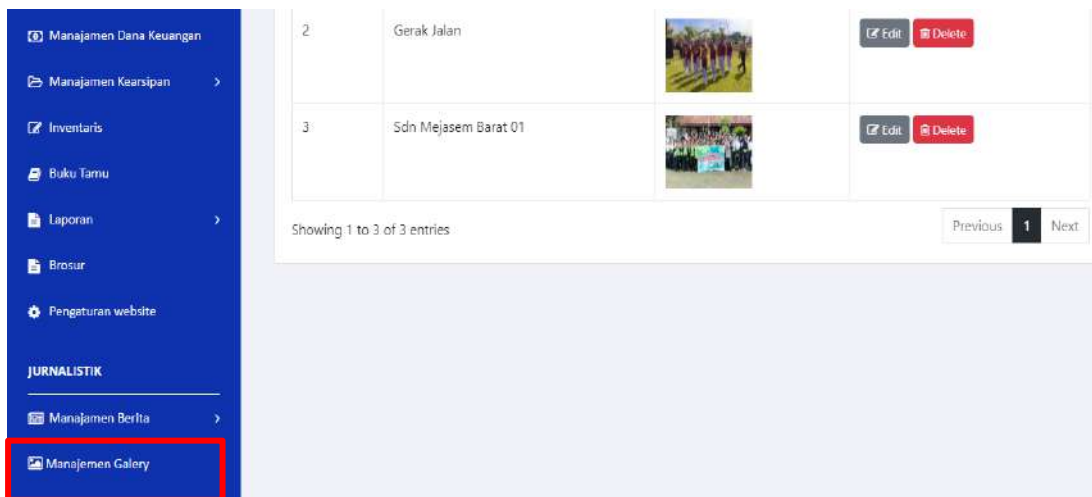 Manajamen Dana Keuangan
Manajamen Kearsipan
Inventaris
Buku Tamu
Laporan
Brosur
Pengaturan website
JURNALISTIK
Manajamen Berita
Manajemen Galery
2 Gerak Jalan Edit Delete
3 Sdn Mejasem Barat 01 Edit Delete
Showing 1 to 3 of 3 entries
Previous 1 Next